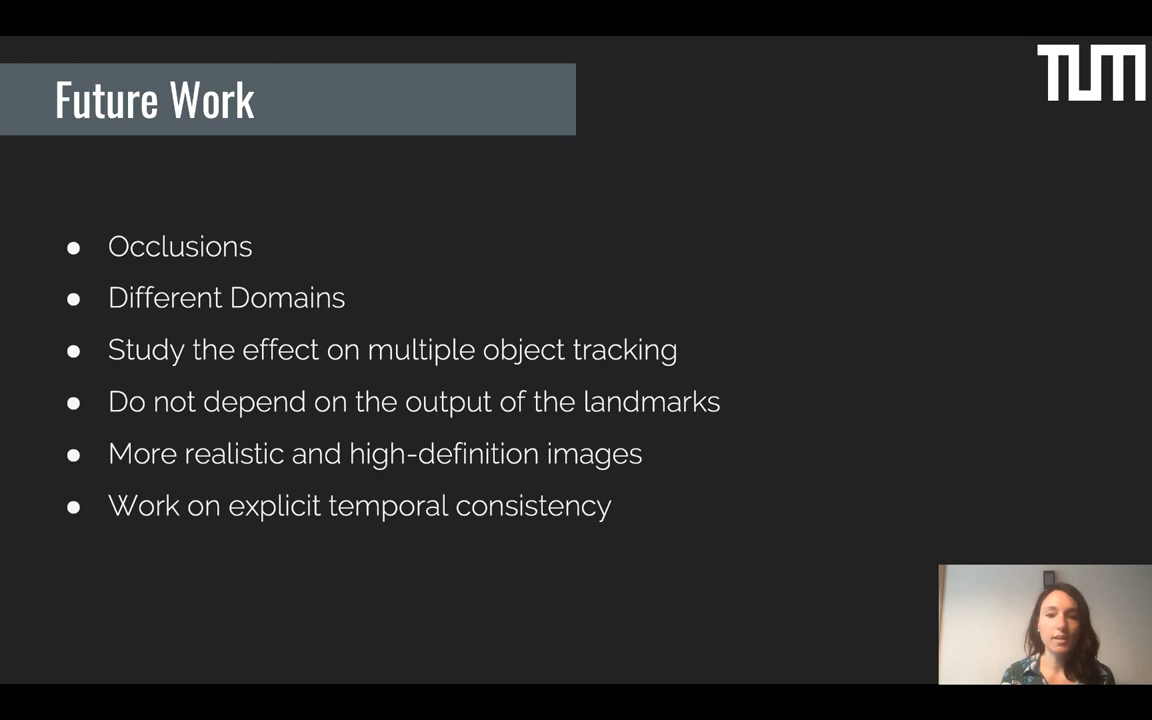 TUM
Future Work
● Occlusions
● Different Domains
● Study the effect on multiple object tracking
● Do not depend on the output of the landmarks
● More realistic and high-definition images
● Work on explicit temporal consistency